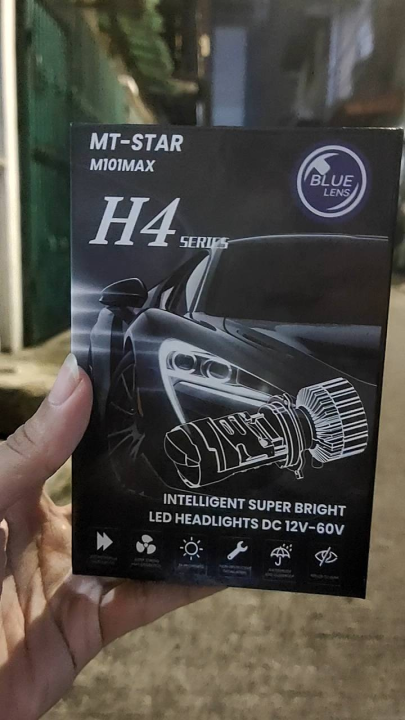 MT-STAR
M101MAX
BLUE
LENS
H4 SERIES
INTELLIGENT SUPER BRIGHT
LED HEADLIGHTS DC 12V-60V